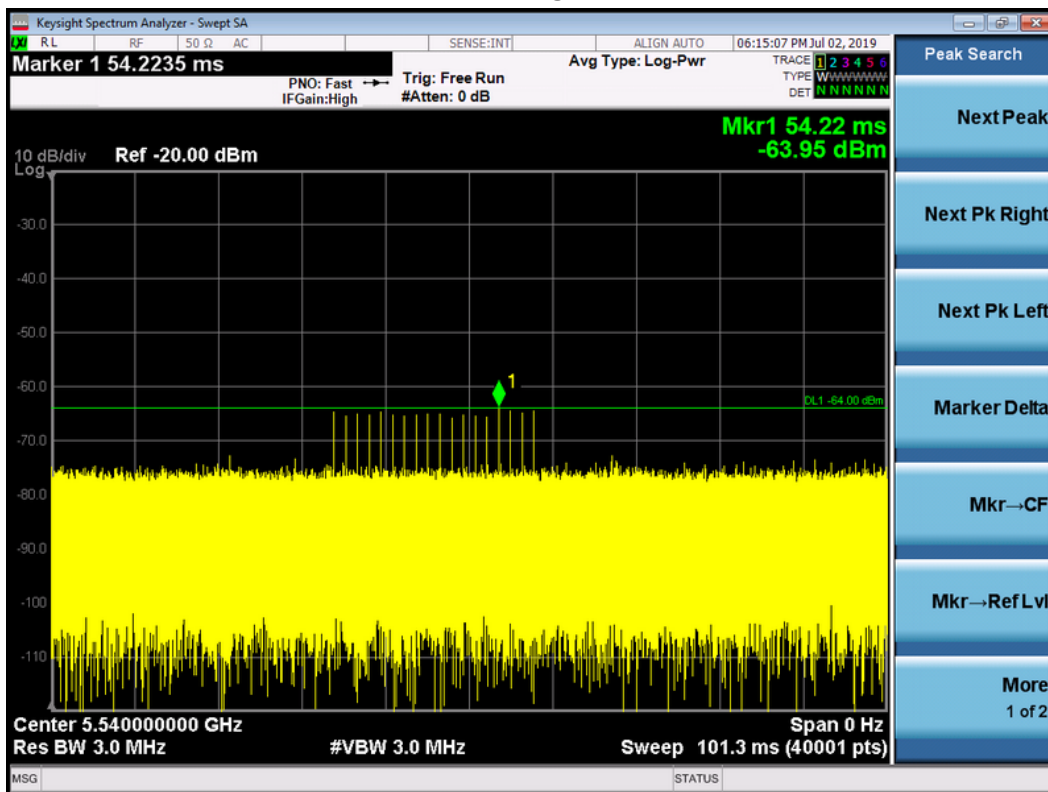 Keysight Spectrum Analyzer - Swept SA
LXI RL RF 50 Ω AC SENSE:INT ALIGN AUTO 06:15:07 PM Jul 02, 2019
Marker 1 54.2235 ms
PNO: Fast
IFGain:High
Trig: Free Run
#Atten: 0 dB
Avg Type: Log-Pwr
TRACE 1 2 3 4 5 6
TYPE WWWWWW
DET N N N N N N
Mkr1 54.22 ms
-63.95 dBm
10 dB/div Ref -20.00 dBm
Log
-30.0
-40.0
-50.0
-60.0
1
DL1 -64.00 dBm
-70.0
-80.0
-90.0
-100
-110
Center 5.540000000 GHz Span 0 Hz
Res BW 3.0 MHz #VBW 3.0 MHz Sweep 101.3 ms (40001 pts)
MSG STATUS
Peak Search
Next Peak
Next Pk Right
Next Pk Left
Marker Delta
Mkr→CF
Mkr→Ref Lvl
More
1 of 2